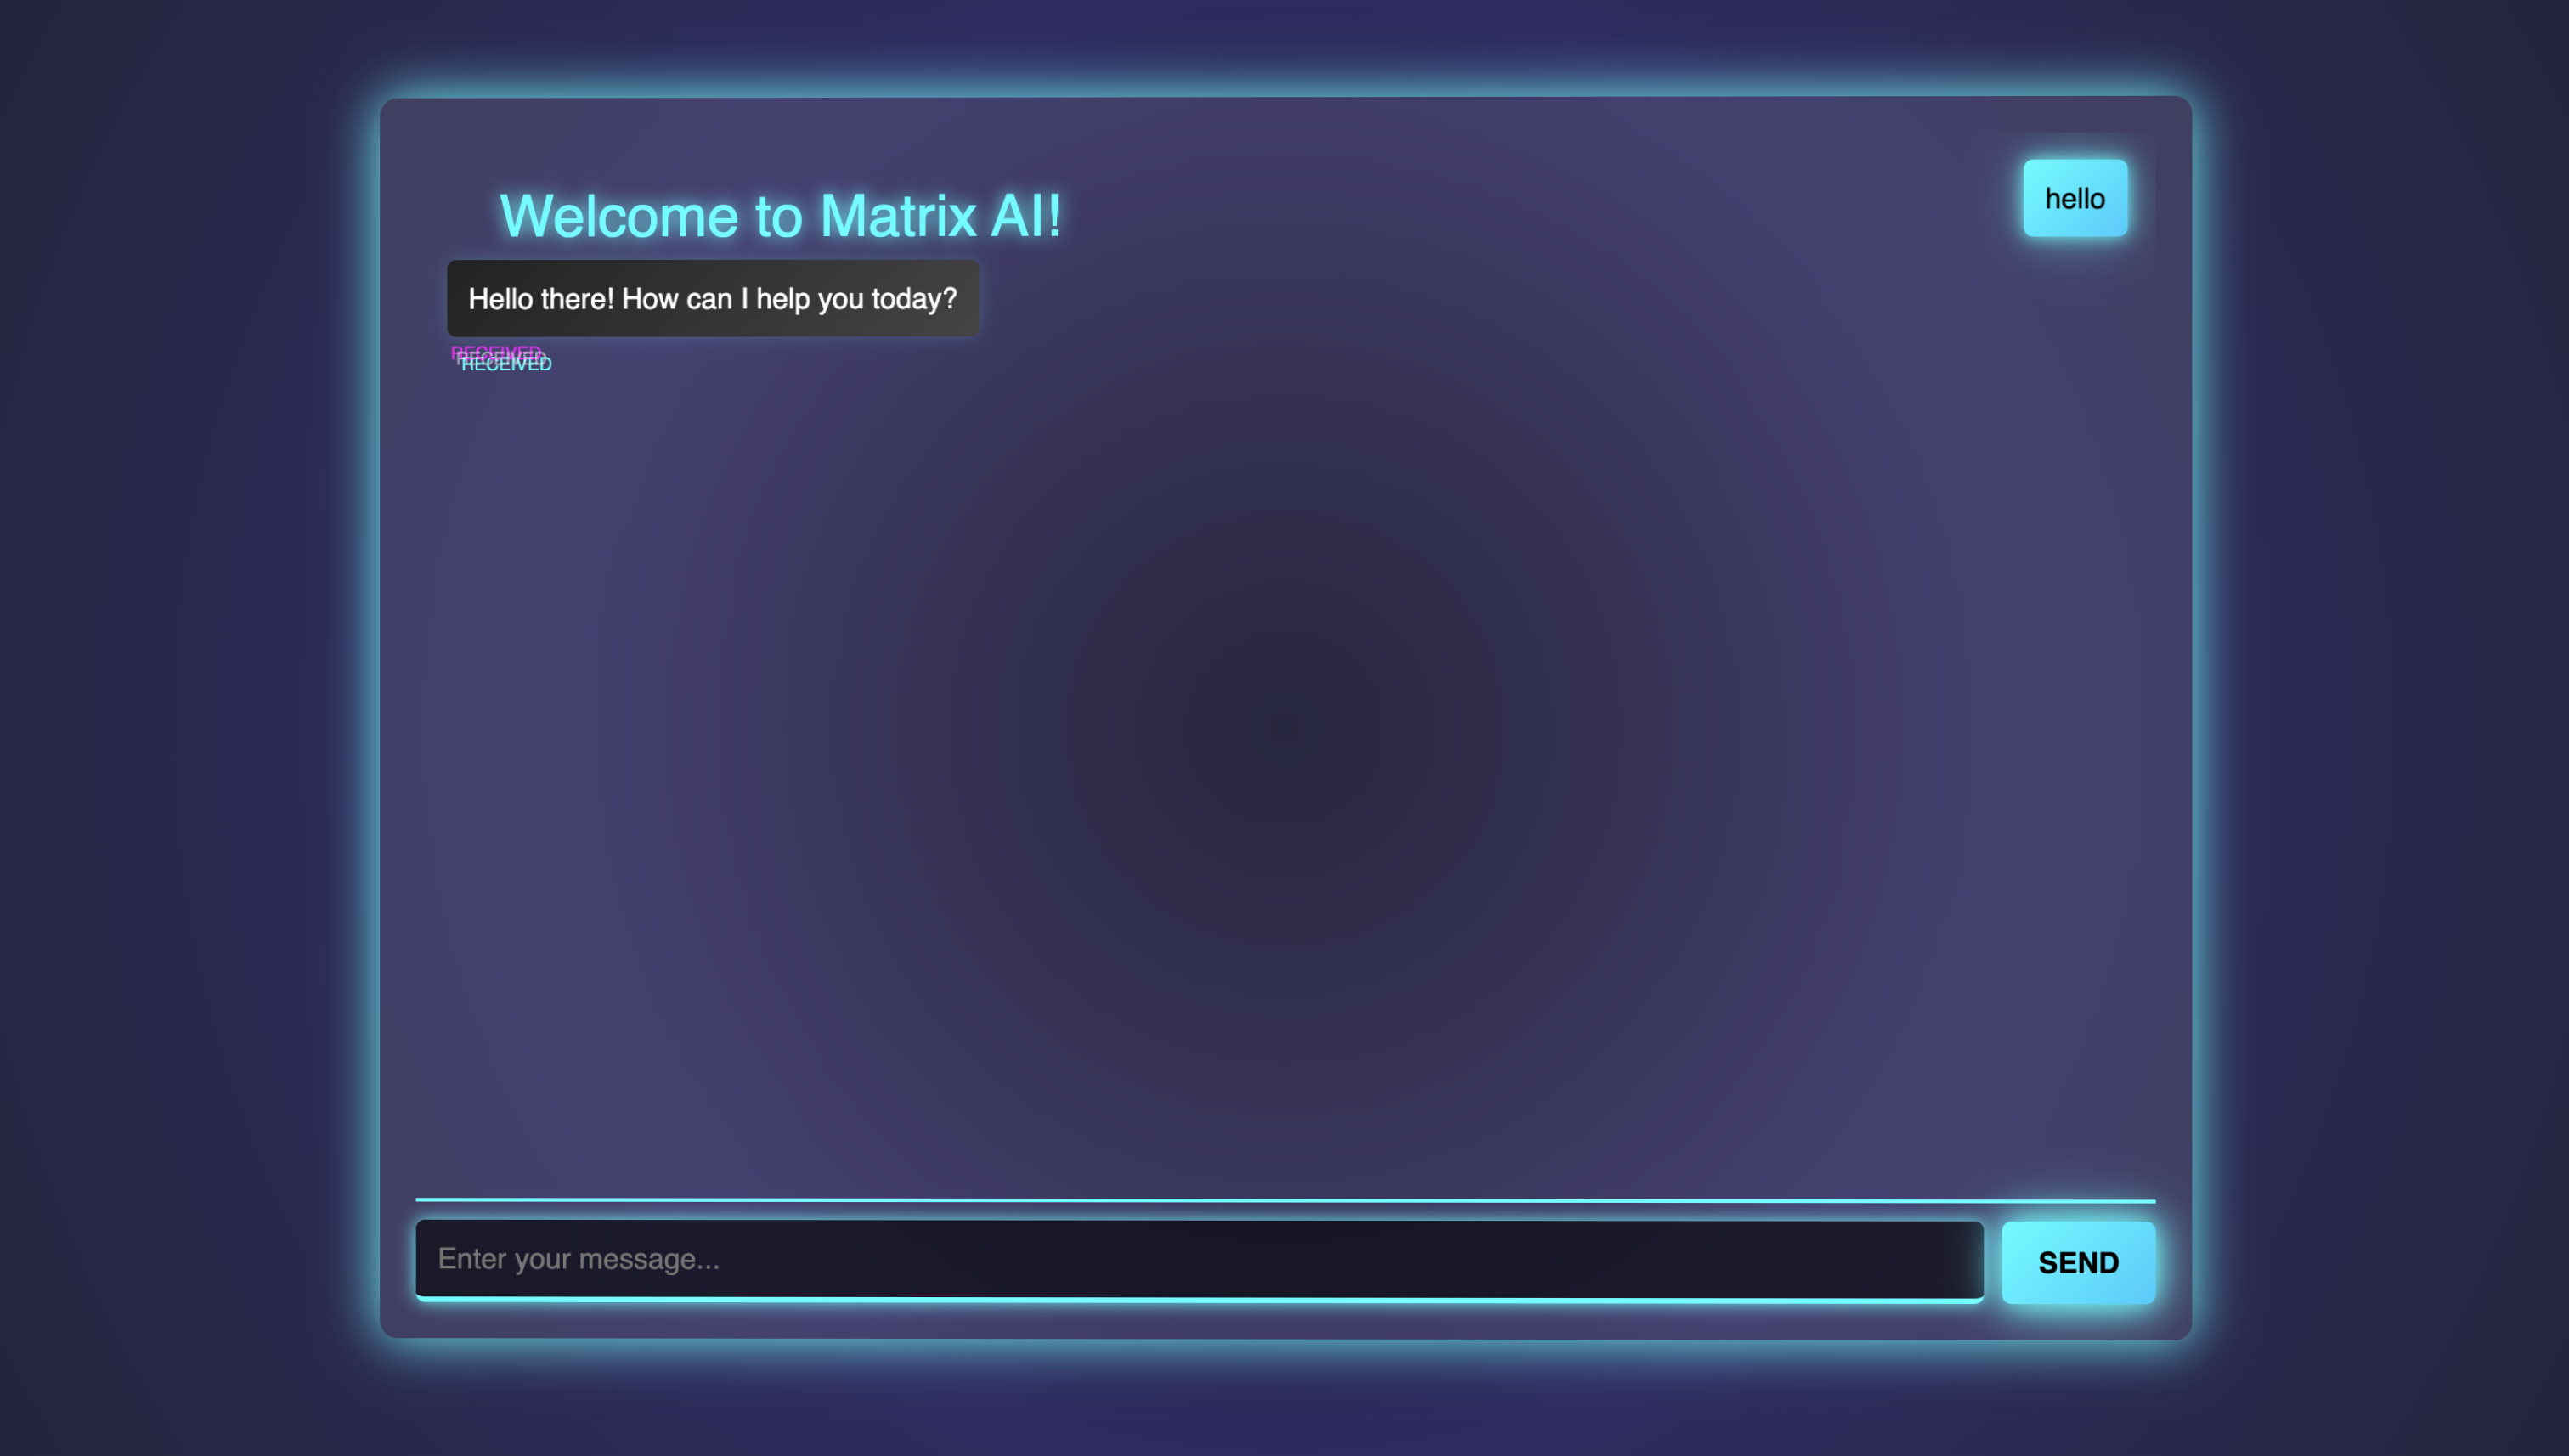 hello
Welcome to Matrix AI!
Hello there! How can I help you today?
RECEIVED
Enter your message...
SEND